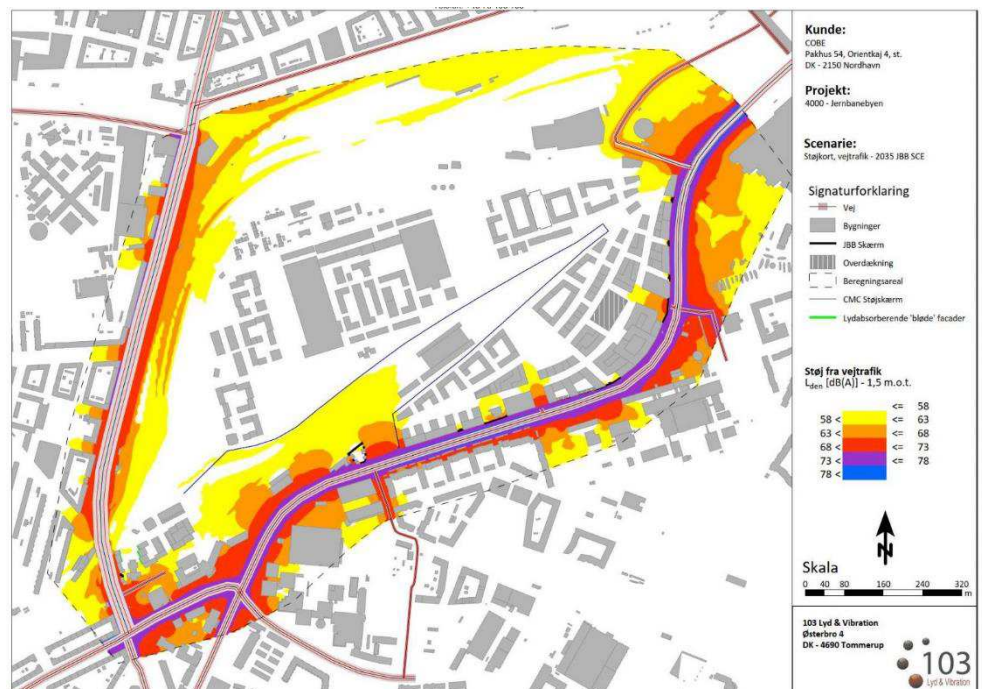 Kunde:
COBE
Pakhus 54, Orientkaj 4, st.
DK - 2150 Nordhavn
Projekt:
4000 - Jernbanebyen
Scenarie:
Støjkort, vejtrafik - 2035 JBB SCE
Signaturforklaring
Vej
Bygninger
JBB Skærm
Overdækning
Beregningsareal
CMC Støjskærm
Lydabsorberende 'bløde' facader
Støj fra vejtrafik
Lden [dB(A)] - 1,5 m.o.t.
<= 58
58 < <= 63
63 < <= 68
68 < <= 73
73 < <= 78
78 <
N
Skala
0 40 80 160 240 320
m
103 Lyd & Vibration
Østerbro 4
DK - 4690 Tommerup
103
Lyd & Vibration